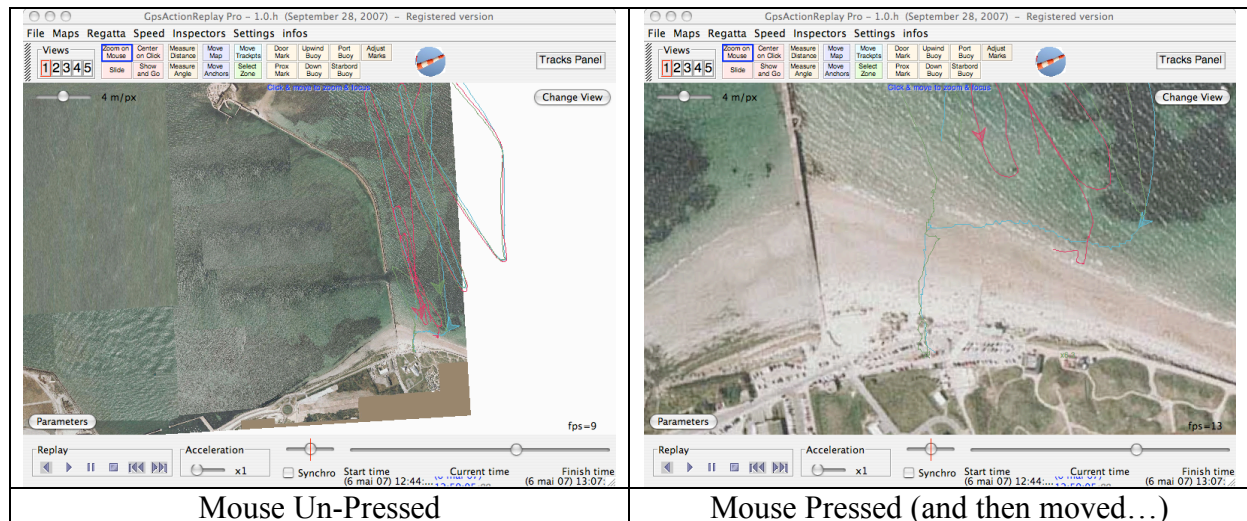 GpsActionReplay Pro – 1.0.h (September 28, 2007) – Registered version
File Maps Regatta Speed Inspectors Settings infos
Views
1 2 3 4 5
Zoom on Mouse
Center on Click
Measure Distance
Move Map
Move Trackpts
Door Mark
Upwind Buoy
Port Buoy
Adjust Marks
Slide
Show and Go
Measure Angle
Move Anchors
Select Zone
Prox Mark
Down Buoy
Starbord Buoy
Tracks Panel
Click & move to zoom & focus
4 m/px
Change View
Parameters
fps=9
Replay
Acceleration
x1
Synchro
Start time
Current time
Finish time
(6 mai 07) 12:44:...
(6 mai 07) 13:07:
Mouse Un-Pressed
GpsActionReplay Pro – 1.0.h (September 28, 2007) – Registered version
File Maps Regatta Speed Inspectors Settings infos
Views
1 2 3 4 5
Zoom on Mouse
Center on Click
Measure Distance
Move Map
Move Trackpts
Door Mark
Upwind Buoy
Port Buoy
Adjust Marks
Slide
Show and Go
Measure Angle
Move Anchors
Select Zone
Prox Mark
Down Buoy
Starbord Buoy
Tracks Panel
Click & move to zoom & focus
4 m/px
Change View
Parameters
fps=13
Replay
Acceleration
x1
Synchro
Start time
Current time
Finish time
(6 mai 07) 12:44:...
(6 mai 07) 13:07:
Mouse Pressed (and then moved…)